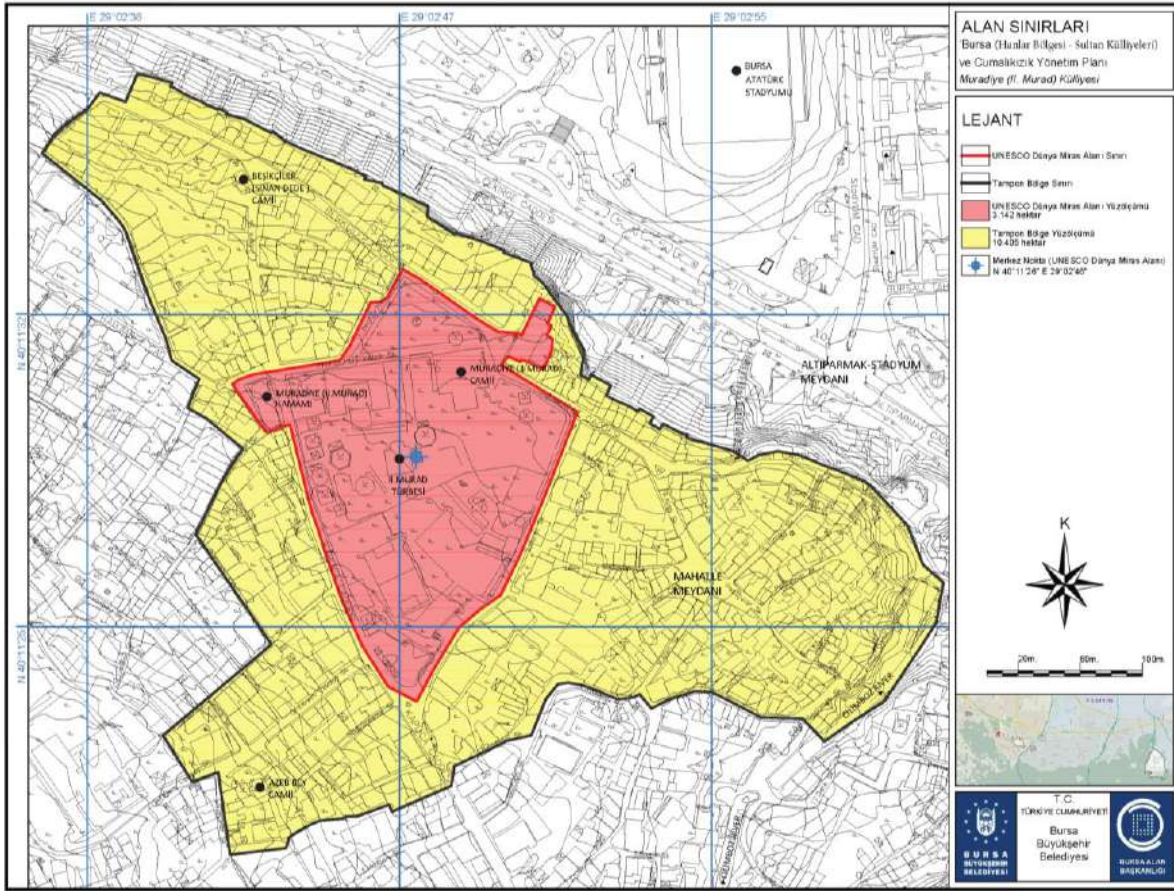 E 29°02'38
E 29°02'47
E 29°02'55
N 40°11'32
N 40°11'25
BURSA
ATATÜRK
STADYUMU
BEŞİKÇİLER
(SİNAN DEDE)
CAMİİ
MURADİYE (II.MURAD)
CAMİİ
MURADİYE (II.MURAD)
HAMAMI
II.MURAD
TÜRBESİ
ALTIPARMAK-STADYUM
MEYDANI
MAHALLE
MEYDANI
AZEB BEY
CAMİİ
ALAN SINIRLARI
Bursa (Hanlar Bölgesi - Sultan Külliyeleri)
ve Cumalıkızık Yönetim Planı
Muradiye (II. Murad) Külliyesi
LEJANT
UNESCO Dünya Miras Alanı Sınırı
Tampon Bölge Sınırı
UNESCO Dünya Miras Alanı Yüzölçümü
3.142 hektar
Tampon Bölge Yüzölçümü
10.405 hektar
Merkez Nokta (UNESCO Dünya Miras Alanı)
N 40°11'26" E 29°02'46"
K
20m.
60m.
100m.
BURSA
BÜYÜKŞEHİR
BELEDİYESİ
T.C.
TÜRKİYE CUMHURİYETİ
Bursa
Büyükşehir
Belediyesi
BURSA ALAN
BAŞKANLIĞI